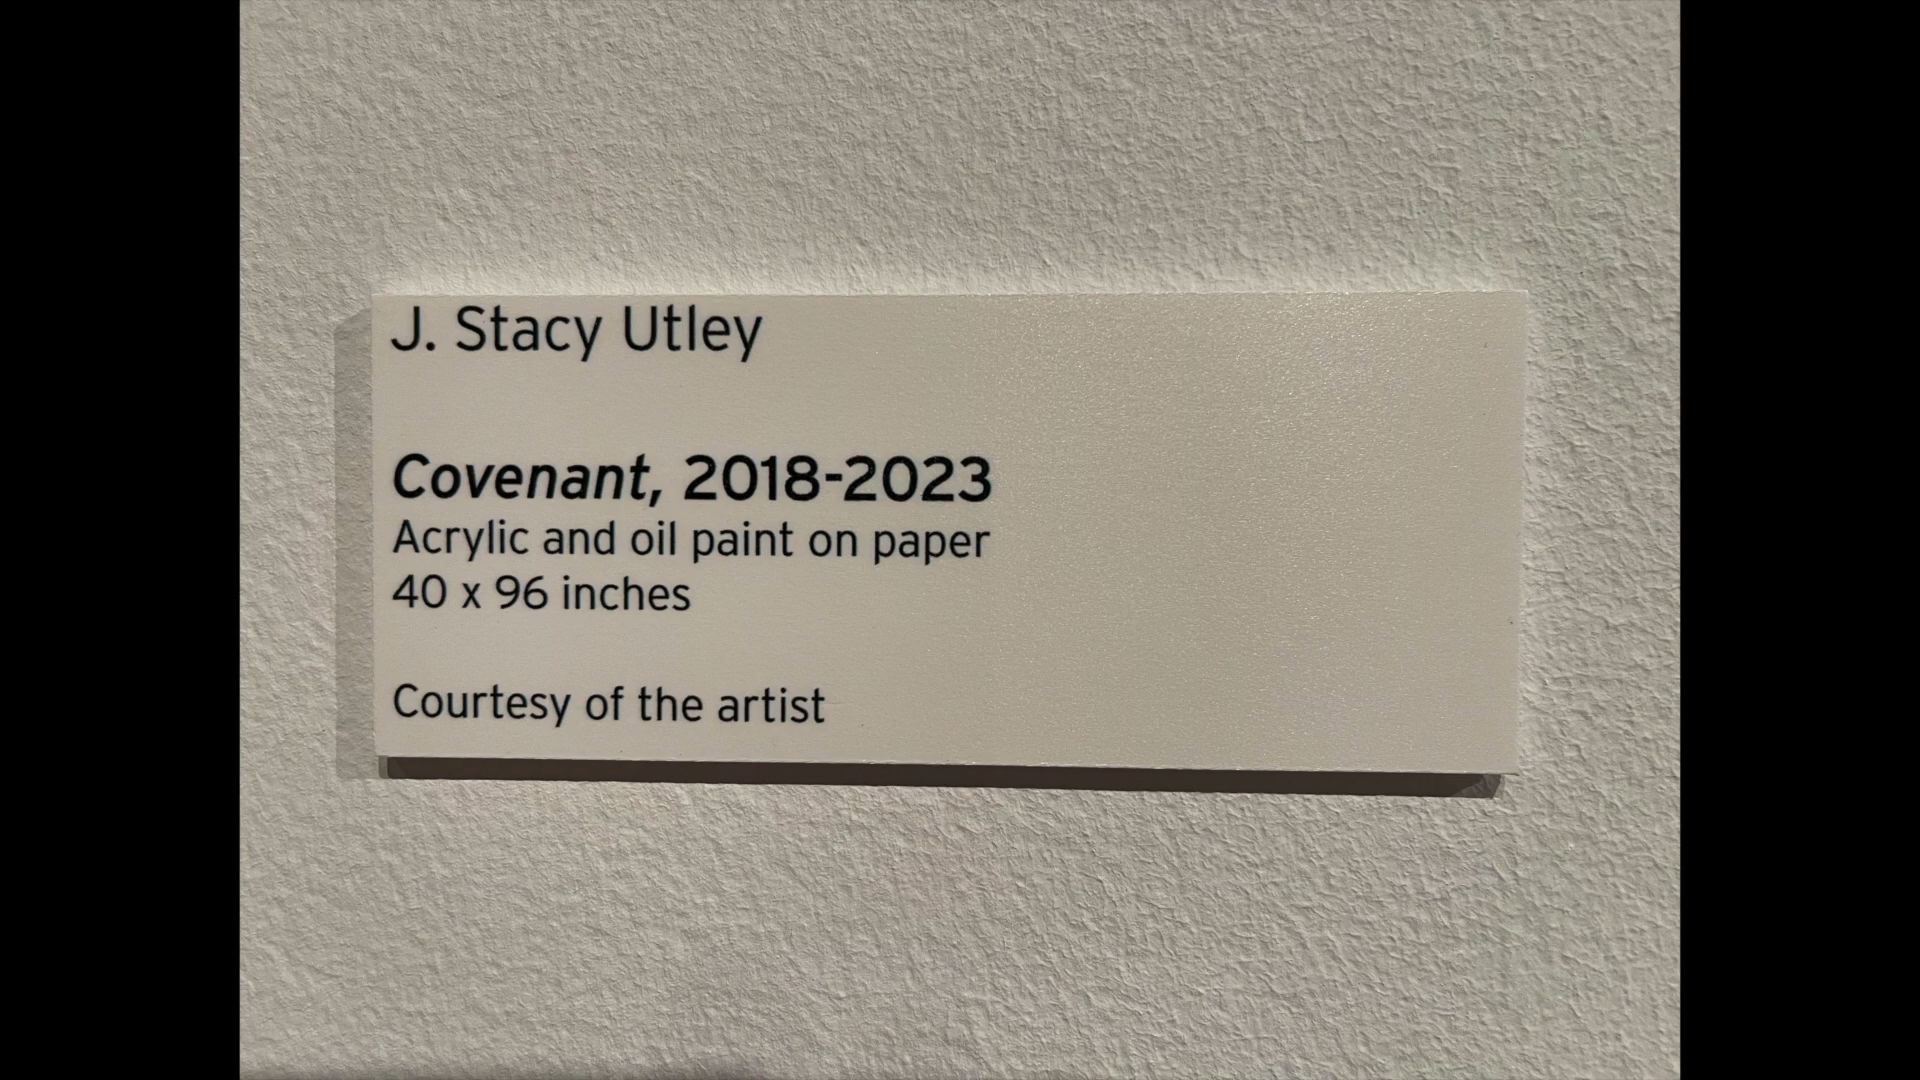 J. Stacy Utley
Covenant, 2018-2023
Acrylic and oil paint on paper
40 x 96 inches
Courtesy of the artist